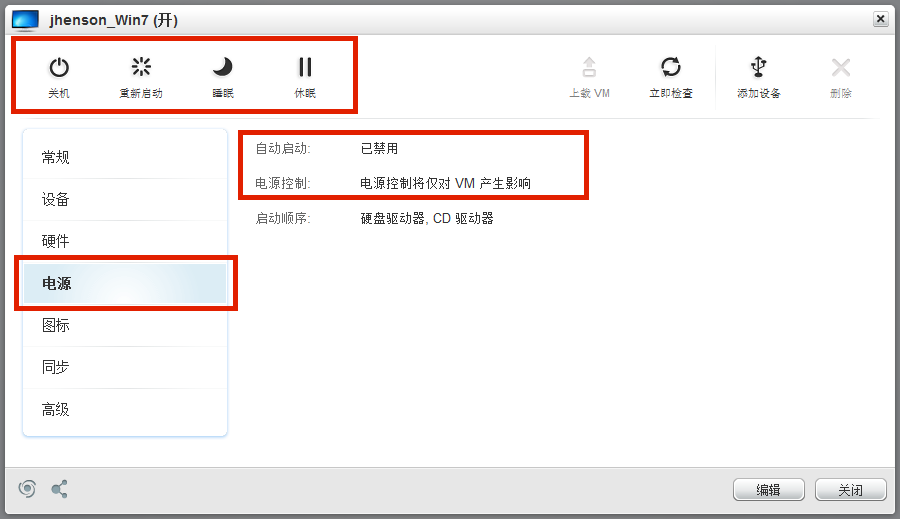 jhenson_Win7 (开)
关机 重新启动 睡眠 休眠 上载 VM 立即检查 添加设备 删除
常规
设备
硬件
电源
图标
同步
高级
自动启动: 已禁用
电源控制: 电源控制将仅对 VM 产生影响
启动顺序: 硬盘驱动器, CD 驱动器
编辑 关闭